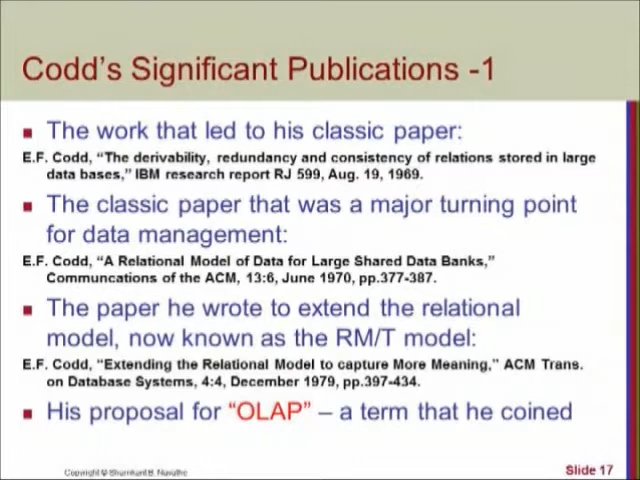 Codd's Significant Publications -1
The work that led to his classic paper:
E.F. Codd, "The derivability, redundancy and consistency of relations stored in large
data bases," IBM research report RJ 599, Aug. 19, 1969.
The classic paper that was a major turning point
for data management:
E.F. Codd, "A Relational Model of Data for Large Shared Data Banks,"
Communcations of the ACM, 13:6, June 1970, pp.377-387.
The paper he wrote to extend the relational
model, now known as the RM/T model:
E.F. Codd, "Extending the Relational Model to capture More Meaning," ACM Trans.
on Database Systems, 4:4, December 1979, pp.397-434.
His proposal for "OLAP" – a term that he coined
Copyright © Shamkant B. Navathe
Slide 17